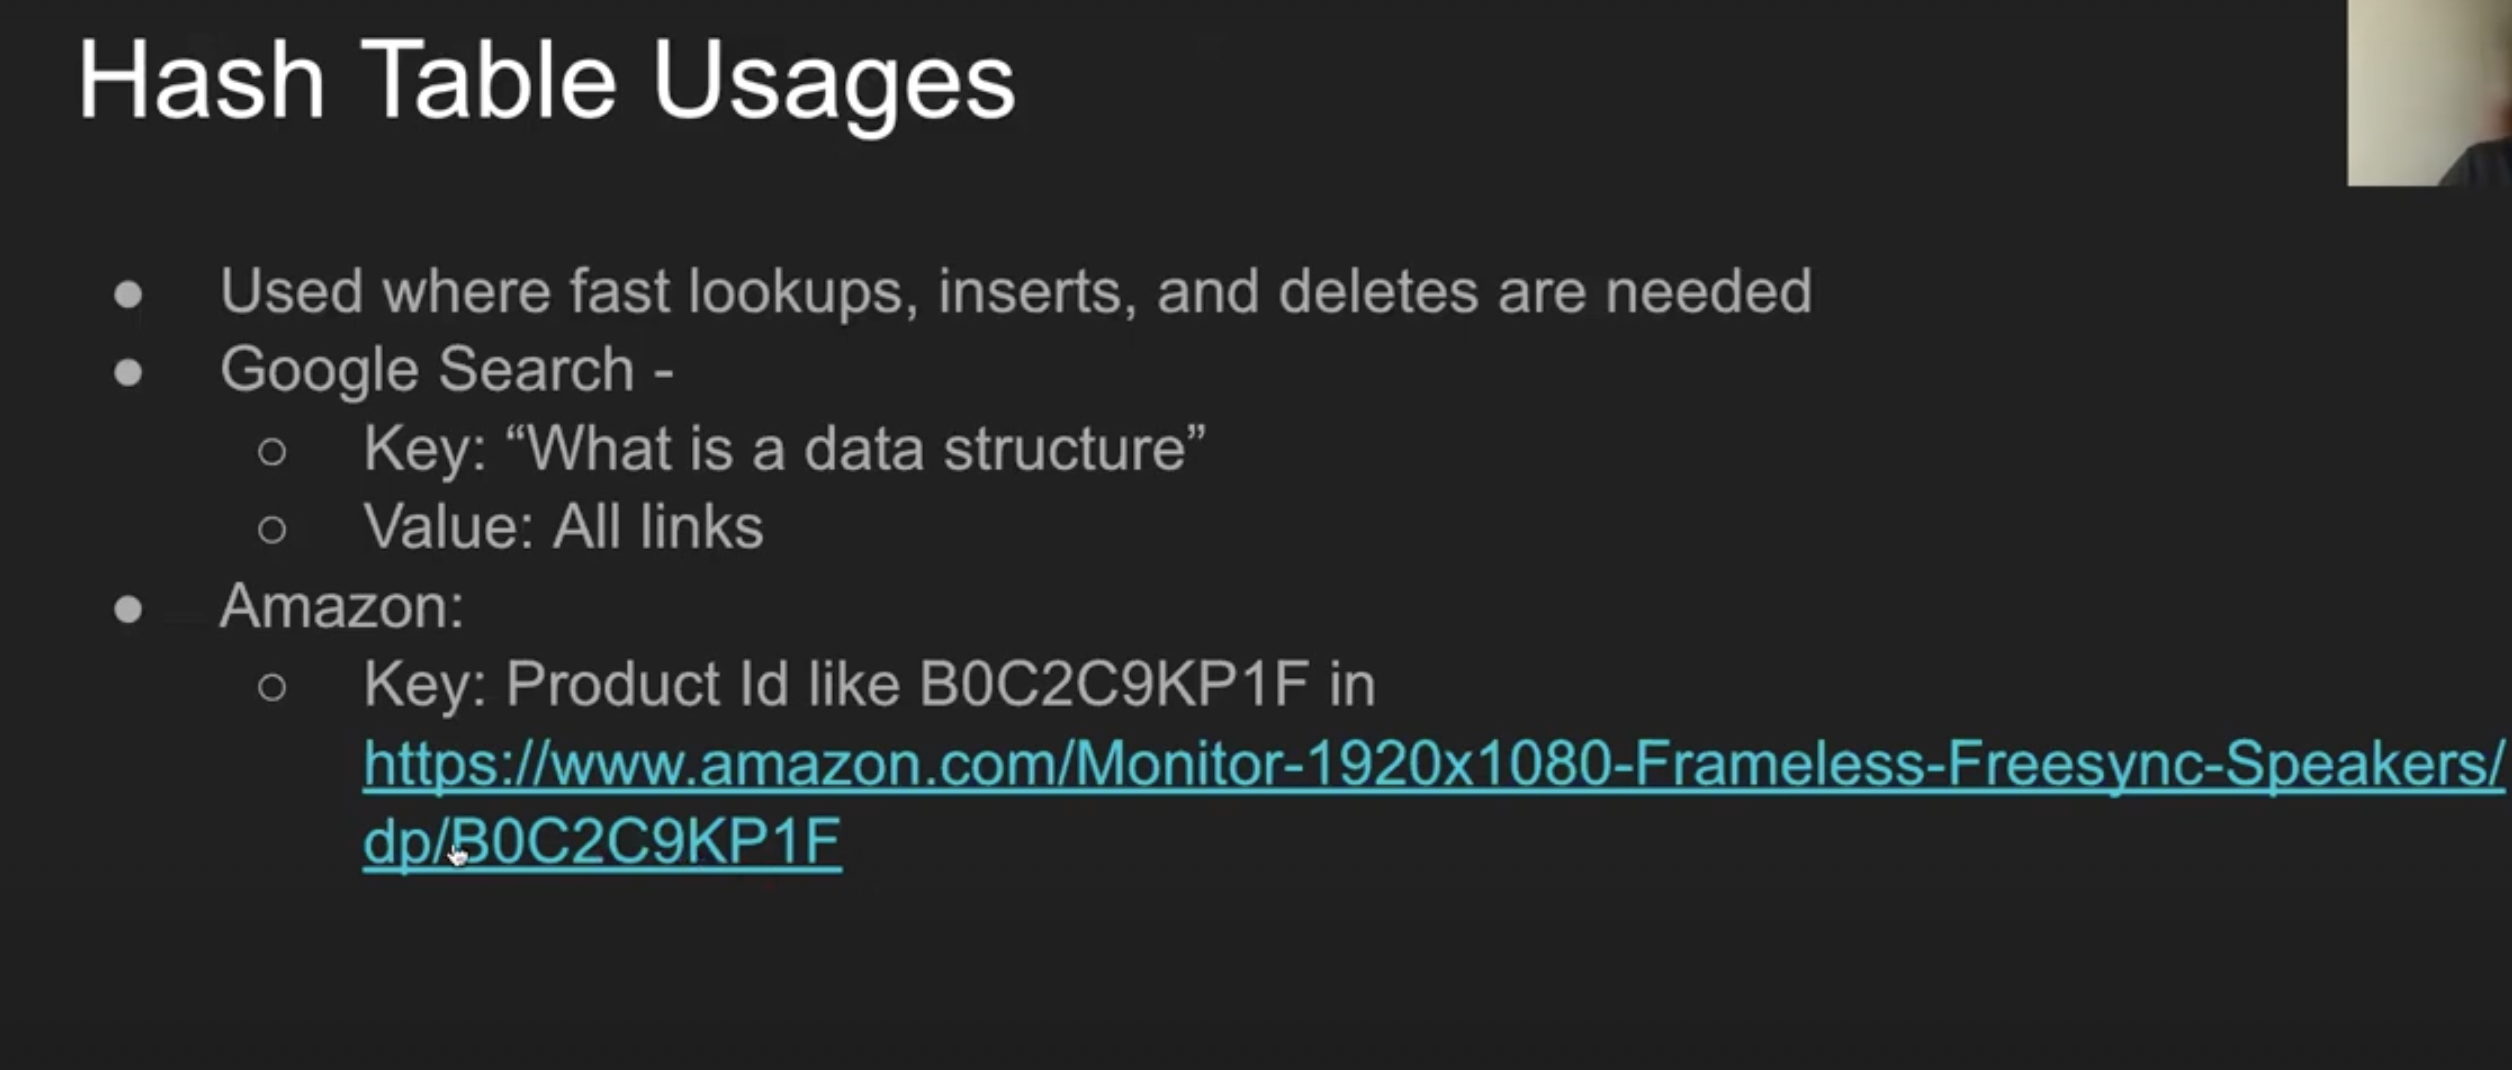 Hash Table Usages
● Used where fast lookups, inserts, and deletes are needed
● Google Search -
○ Key: “What is a data structure”
○ Value: All links
● Amazon:
○ Key: Product Id like B0C2C9KP1F in
https://www.amazon.com/Monitor-1920x1080-Frameless-Freesync-Speakers/
dp/B0C2C9KP1F